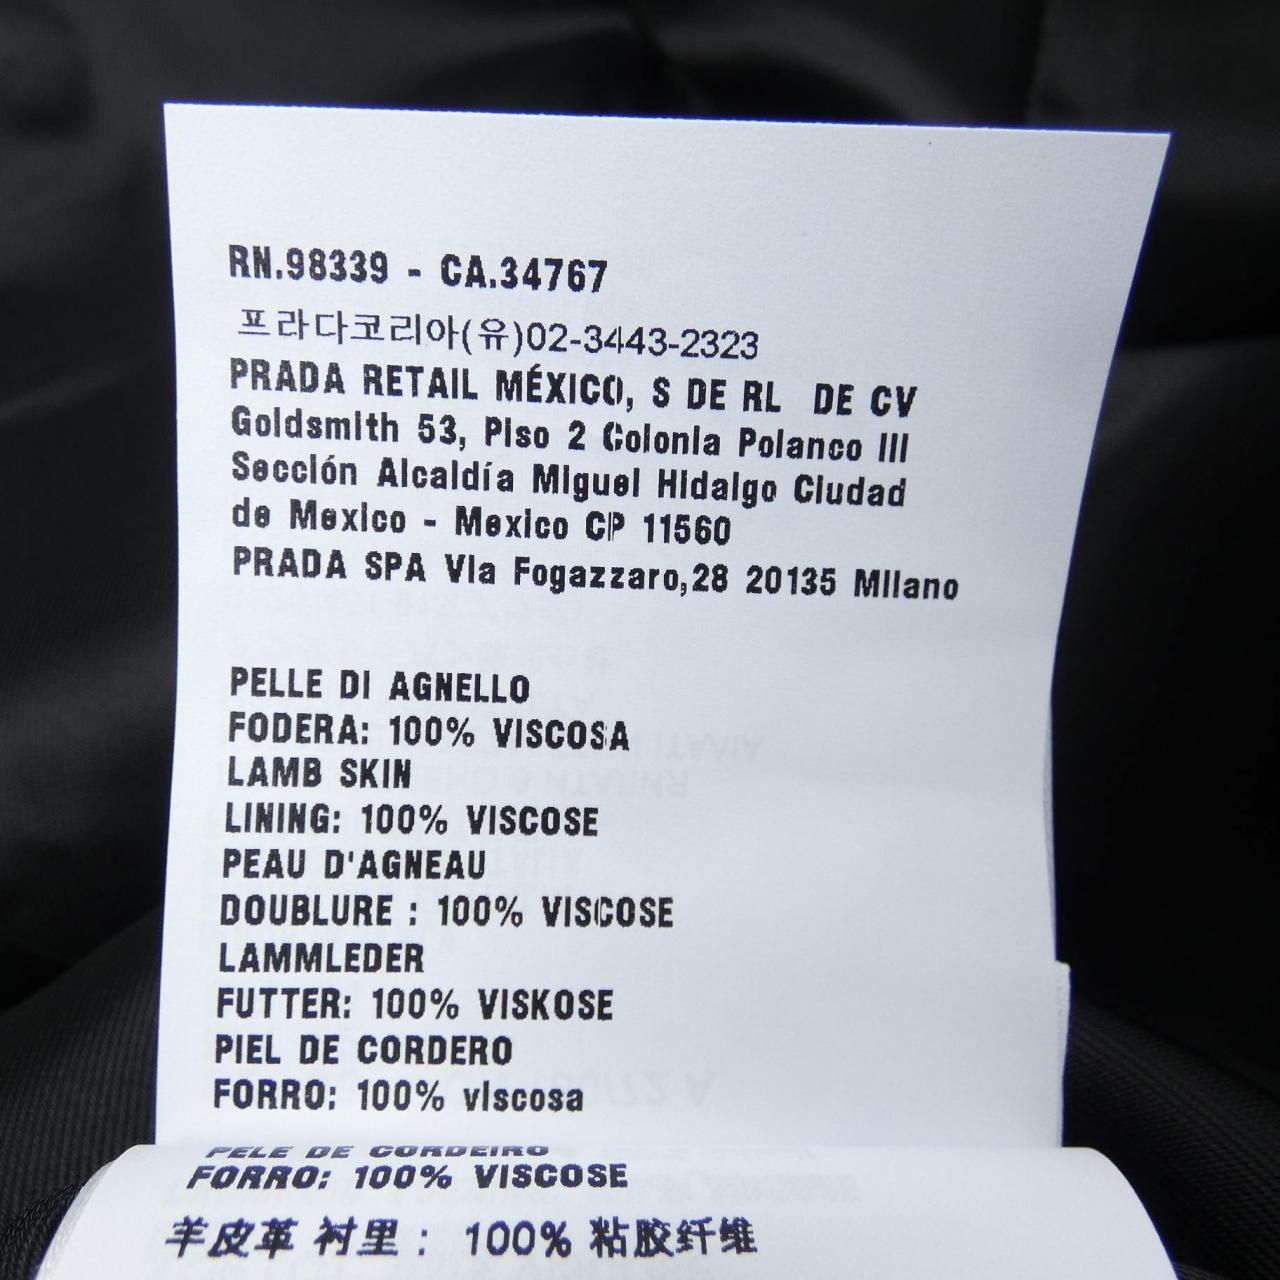 RN.98339 - CA.34767
프라다코리아(유)02-3443-2323
PRADA RETAIL MÉXICO, S DE RL DE CV
Goldsmith 53, Piso 2 Colonia Polanco III
Sección Alcaldía Miguel Hidalgo Ciudad
de Mexico - Mexico CP 11560
PRADA SPA Via Fogazzaro,28 20135 Milano
PELLE DI AGNELLO
FODERA: 100% VISCOSA
LAMB SKIN
LINING: 100% VISCOSE
PEAU D'AGNEAU
DOUBLURE : 100% VISCOSE
LAMMLEDER
FUTTER: 100% VISKOSE
PIEL DE CORDERO
FORRO: 100% viscosa
PELE DE CORDEIRO
FORRO: 100% VISCOSE
羊皮革 衬里： 100% 粘胶纤维